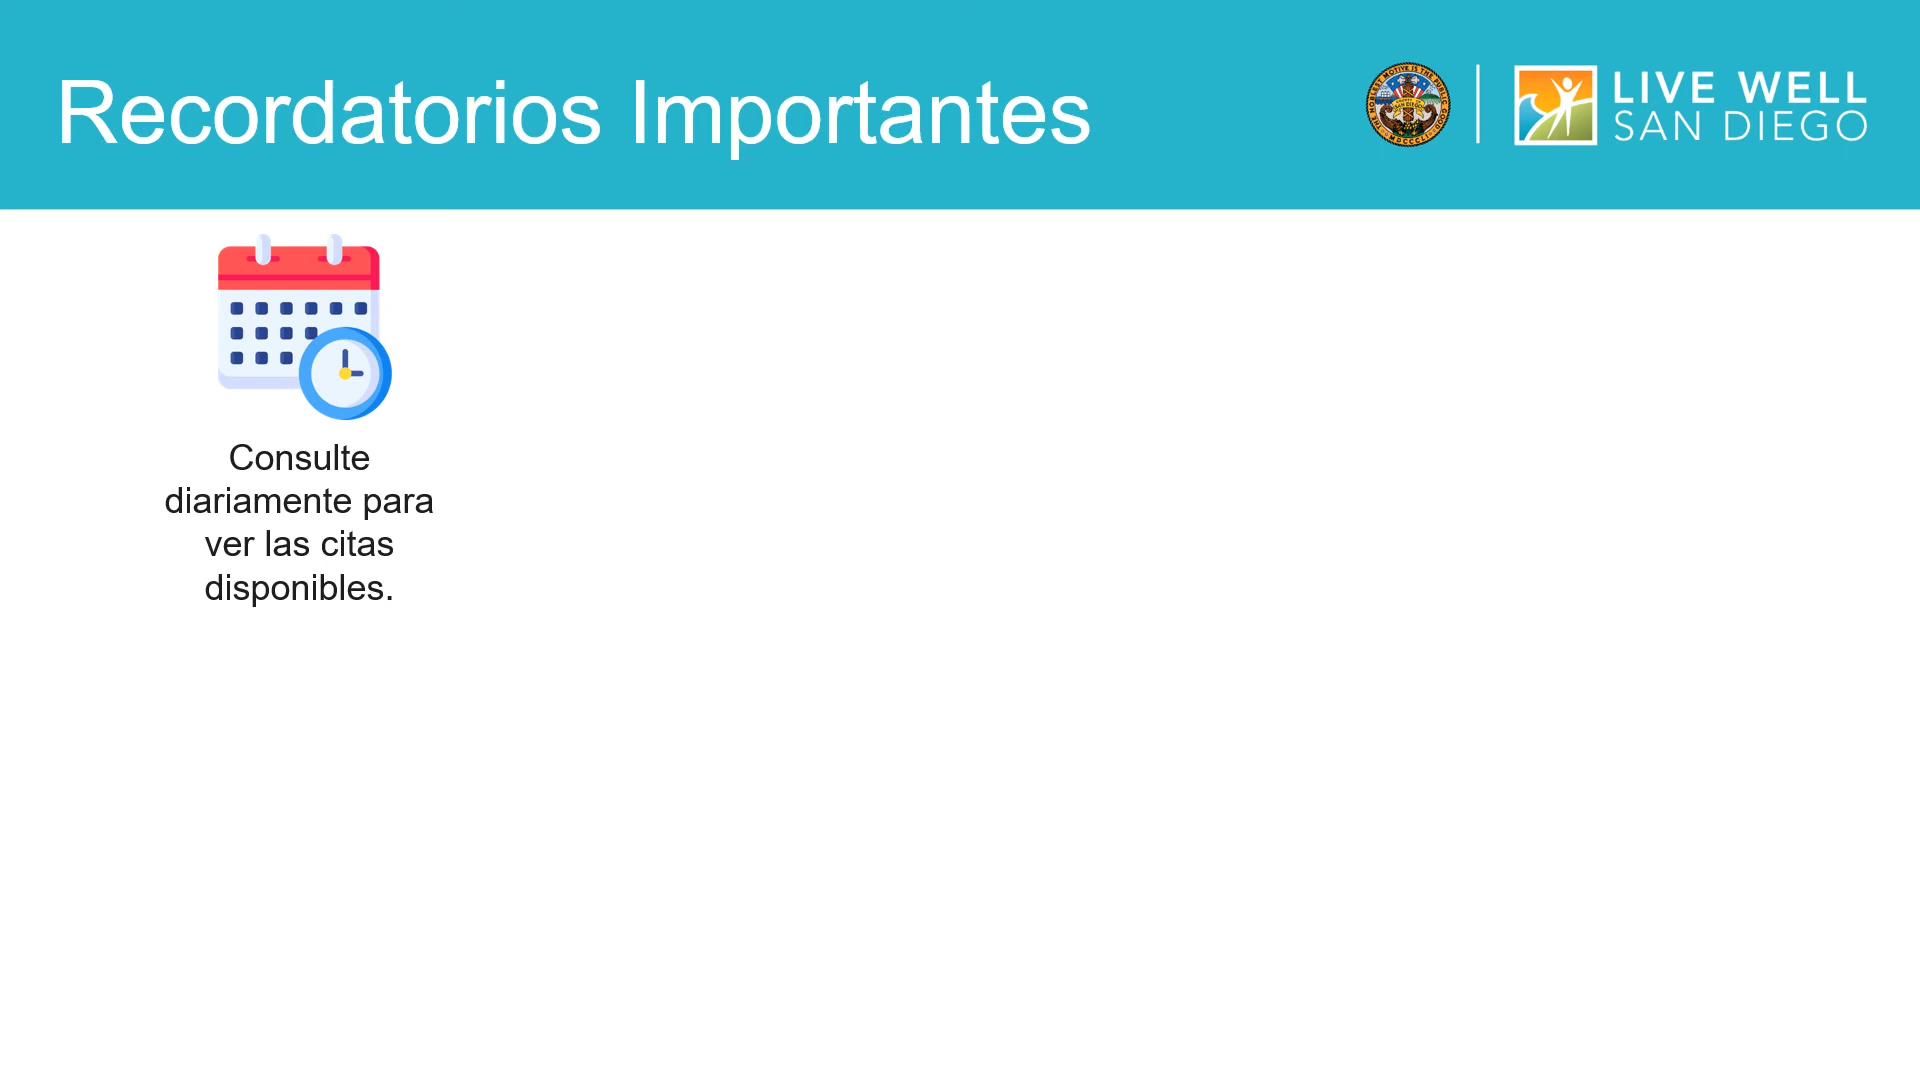 Recordatorios Importantes
LIVE WELL
SAN DIEGO
Consulte
diariamente para
ver las citas
disponibles.